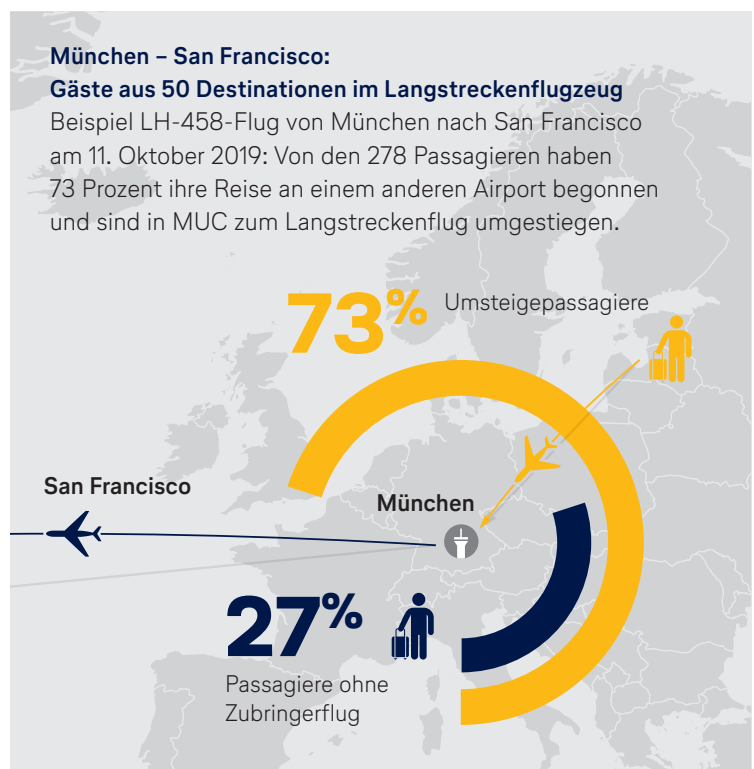 München – San Francisco:
Gäste aus 50 Destinationen im Langstreckenflugzeug
Beispiel LH-458-Flug von München nach San Francisco
am 11. Oktober 2019: Von den 278 Passagieren haben
73 Prozent ihre Reise an einem anderen Airport begonnen
und sind in MUC zum Langstreckenflug umgestiegen.
73% Umsteigepassagiere
San Francisco
München
27%
Passagiere ohne
Zubringerflug